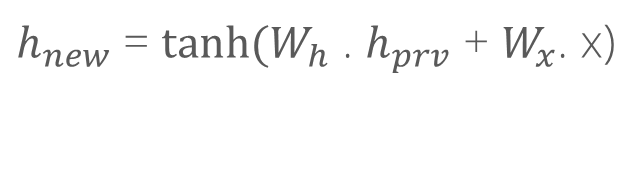 h_new = tanh(W_h . h_prv + W_x. x)